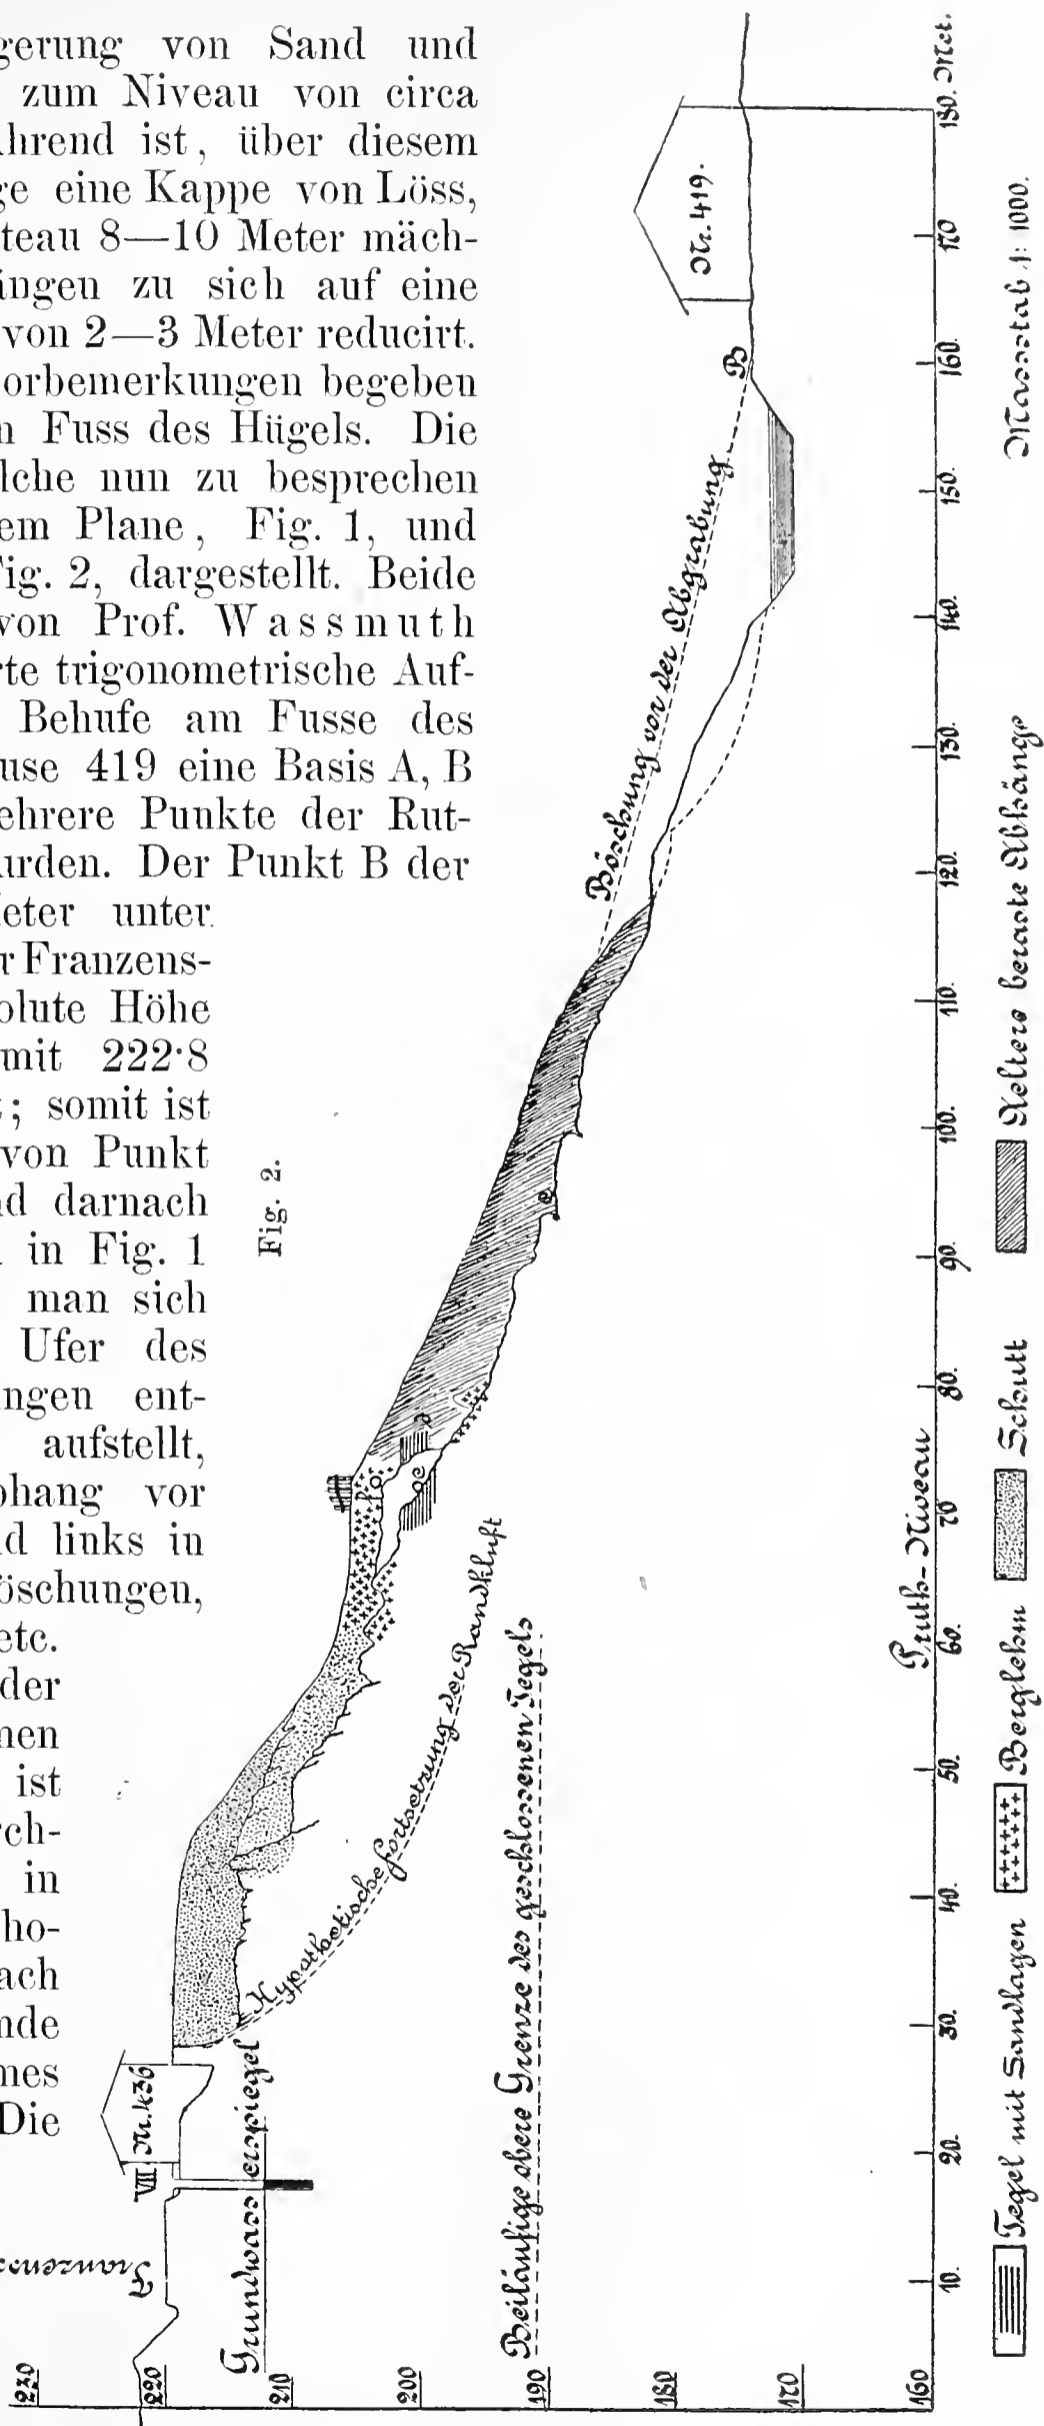 gerung von Sand und
zum Niveau von circa
ährend ist, über diesem
ge eine Kappe von Löss,
teau 8—10 Meter mäch-
ingen zu sich auf eine
von 2—3 Meter reducirt.
orbemerkungen begeben
n Fuss des Hügels. Die
lche nun zu besprechen
em Plane, Fig. 1, und
Fig. 2, dargestellt. Beide
von Prof. Wassmuth
rte trigonometrische Auf-
Behufe am Fusse des
use 419 eine Basis A, B
ehrere Punkte der Rut-
urden. Der Punkt B der
eter unter
r Franzens-
olute Höhe
mit 222·8
; somit ist
von Punkt
nd darnach
in Fig. 1
man sich
Ufer des
ngen ent-
aufstellt,
bhang vor
nd links in
öschungen,
etc.
der
nen
ist
rch-
in
ho-
ach
nde
nes
Die
Fig. 2.
230
220
210
200
190
180
170
160
Franzens
VIII
Nr. 436
Grundwasserspiegel
Hypothetische Fortsetzung der Randkluft
Beiläufige obere Grenze des geschlossenen Tegels
Böschung vor der Abgrabung
B
Nr. 419.
e
Pruth-Niveau
10.
20.
30.
40.
50.
60.
70
80.
90.
100.
110.
120.
130.
140.
150.
160.
170
180. Met.
Tegel mit Sandlagen
Berglehm
Schutt
Aeltere beraste Abhänge
Massstab 1: 1000.